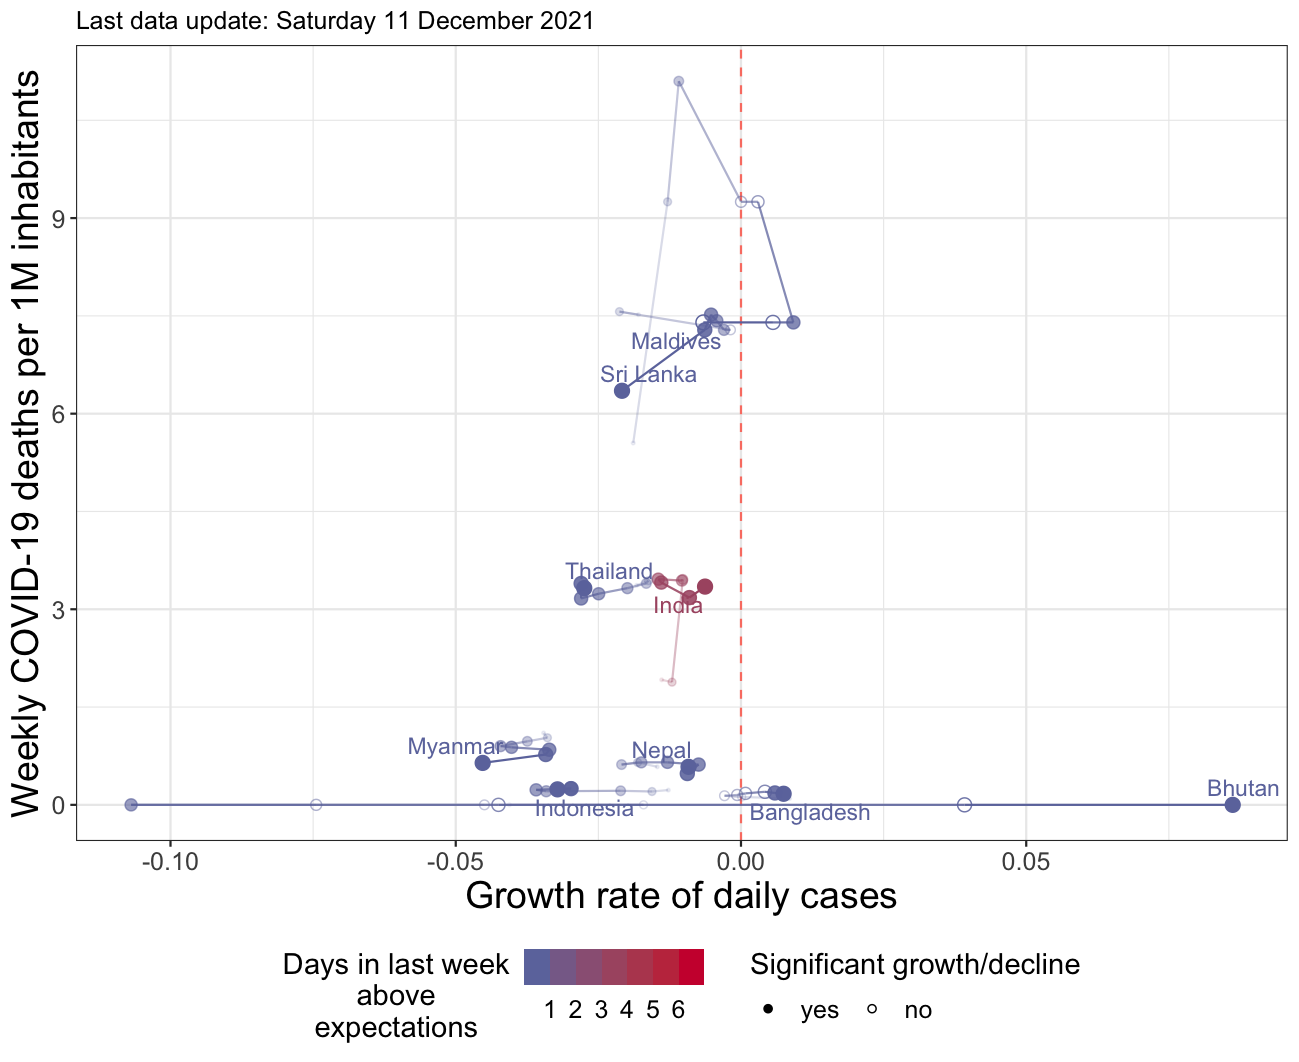 Last data update: Saturday 11 December 2021
Weekly COVID-19 deaths per 1M inhabitants
9
6
3
0
Maldives
Sri Lanka
Thailand
India
Myanmar
Nepal
Bhutan
Indonesia
Bangladesh
-0.10 -0.05 0.00 0.05
Growth rate of daily cases
Days in last week
above
expectations
1 2 3 4 5 6
Significant growth/decline
yes no